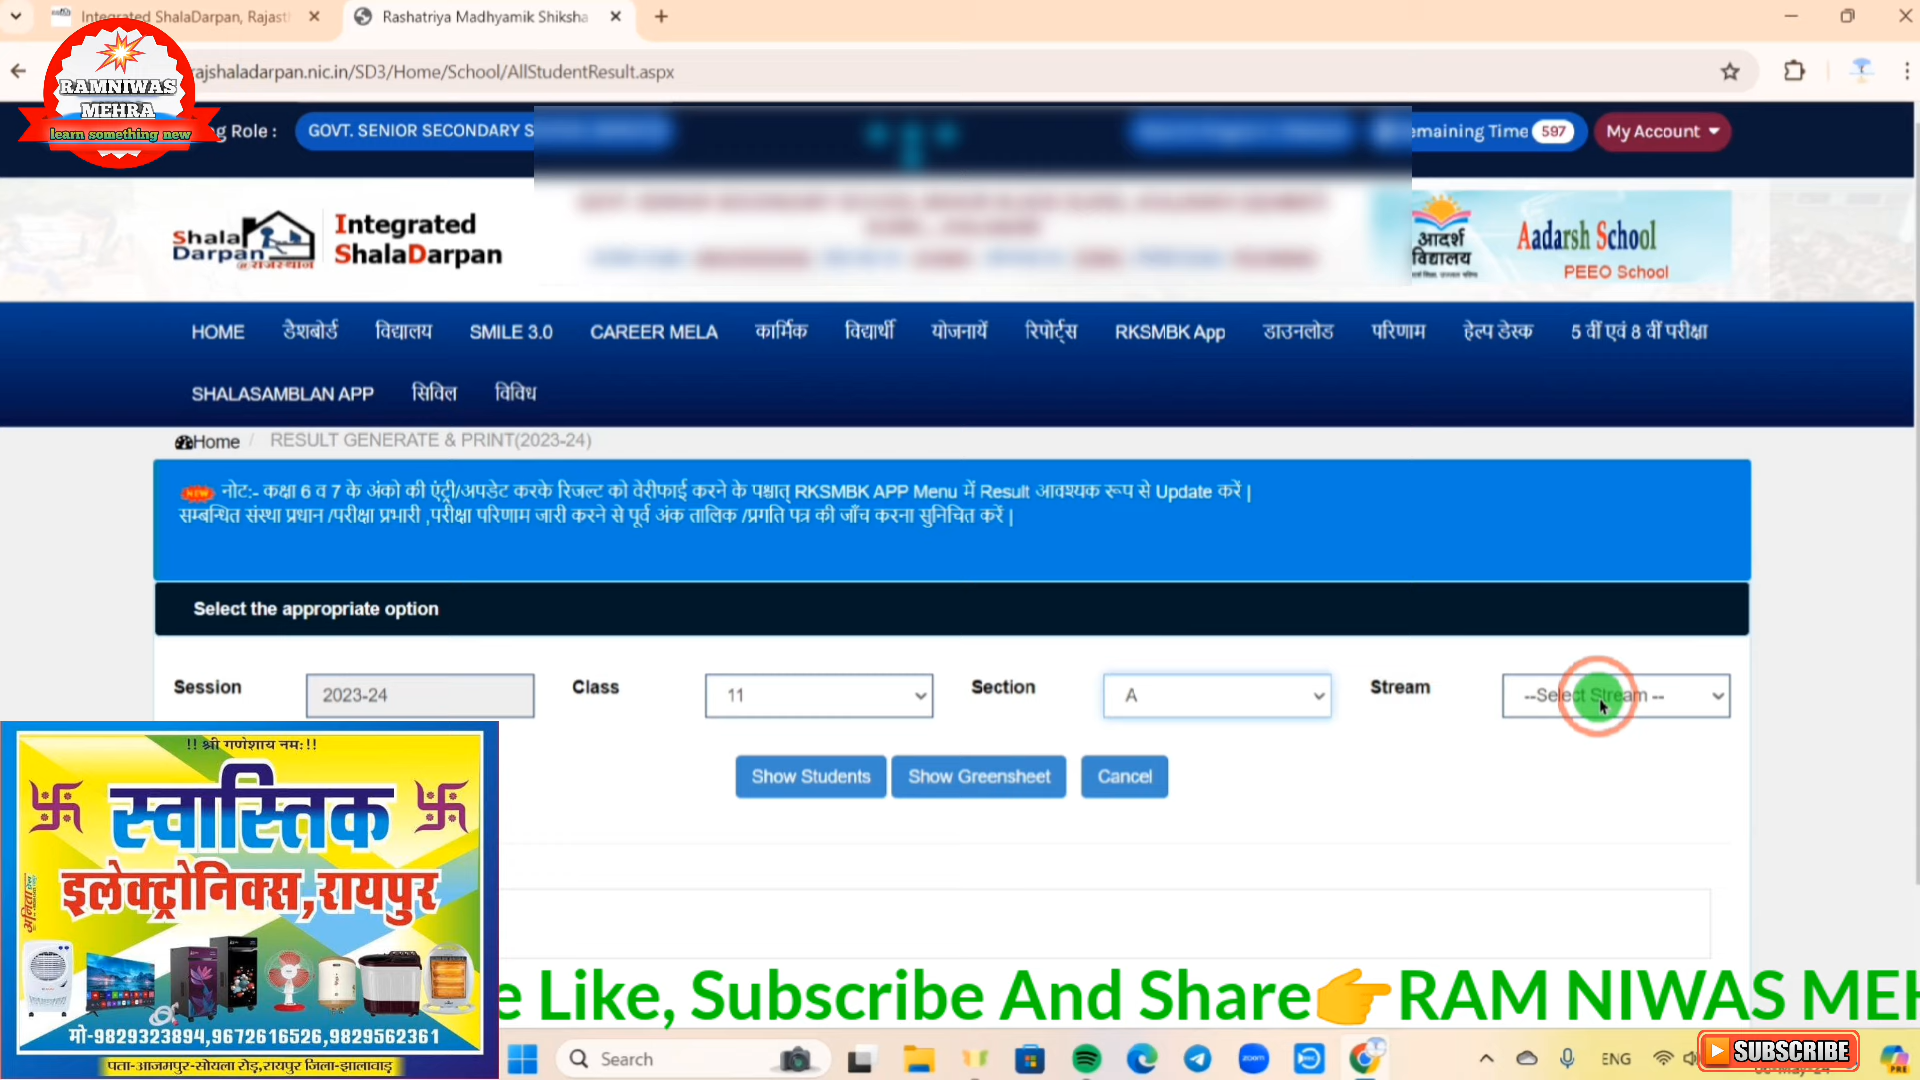 Integrated ShalaDarpan, Rajast
Rashatriya Madhyamik Shiksha
rajshaladarpan.nic.in/SD3/Home/School/AllStudentResult.aspx
RAMNIWAS
MEHRA
learn something new
g Role :
GOVT. SENIOR SECONDARY S
emaining Time 597
My Account
Shala
Darpan
राजस्थान
Integrated
ShalaDarpan
आदर्श
विद्यालय
Aadarsh School
PEEO School
HOME डैशबोर्ड विद्यालय SMILE 3.0 CAREER MELA कार्मिक विद्यार्थी योजनायें रिपोर्ट्स RKSMBK App डाउनलोड परिणाम हेल्प डेस्क 5 वीं एवं 8 वीं परीक्षा
SHALASAMBLAN APP सिविल विविध
Home / RESULT GENERATE & PRINT(2023-24)
NEW नोट:- कक्षा 6 व 7 के अंको की एंट्री/अपडेट करके रिजल्ट को वेरीफाई करने के पश्चात् RKSMBK APP Menu में Result आवश्यक रूप से Update करें |
सम्बन्धित संस्था प्रधान /परीक्षा प्रभारी ,परीक्षा परिणाम जारी करने से पूर्व अंक तालिक /प्रगति पत्र की जाँच करना सुनिचित करें |
Select the appropriate option
Session 2023-24 Class 11 Section A Stream --Select Stream --
Show Students Show Greensheet Cancel
!! श्री गणेशाय नमः!!
स्वास्तिक
इलेक्ट्रोनिक्स,रायपुर
मो-9829323894,9672616526,9829562361
पता-आजमपुर-सोयला रोड़,रायपुर जिला-झालावाड़
e Like, Subscribe And Share👉RAM NIWAS MEH
Search
zoom
ENG
SUBSCRIBE
PRE